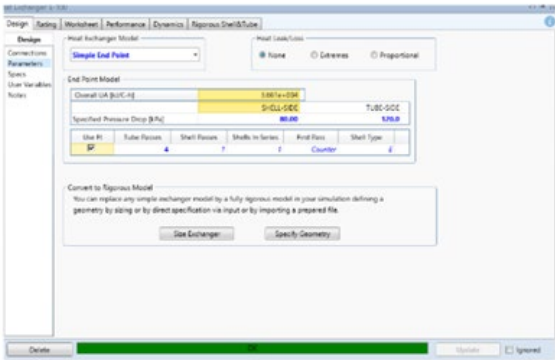 Design Rating Worksheet Performance Dynamics Rigorous Shell&Tube
Design
Connections
Parameters
Specs
User Variables
Notes
Heat Exchanger Model
Simple End Point
Heat Leak/Loss
None Extremes Proportional
End Point Model
Overall UA [kJ/C-h]
SHELL-SIDE TUBE-SIDE
Specified Pressure Drop [kPa] 80.00 120.0
Tube Passes Shell Passes Shells In Series First Pass Shell Type
4 1 1 Counter E
Convert to Rigorous Model
You can replace any simple exchanger model by a fully rigorous model in your simulation defining a
geometry by sizing or by direct specification via input or by importing a prepared file.
Size Exchanger Specify Geometry
Delete OK Update Ignored